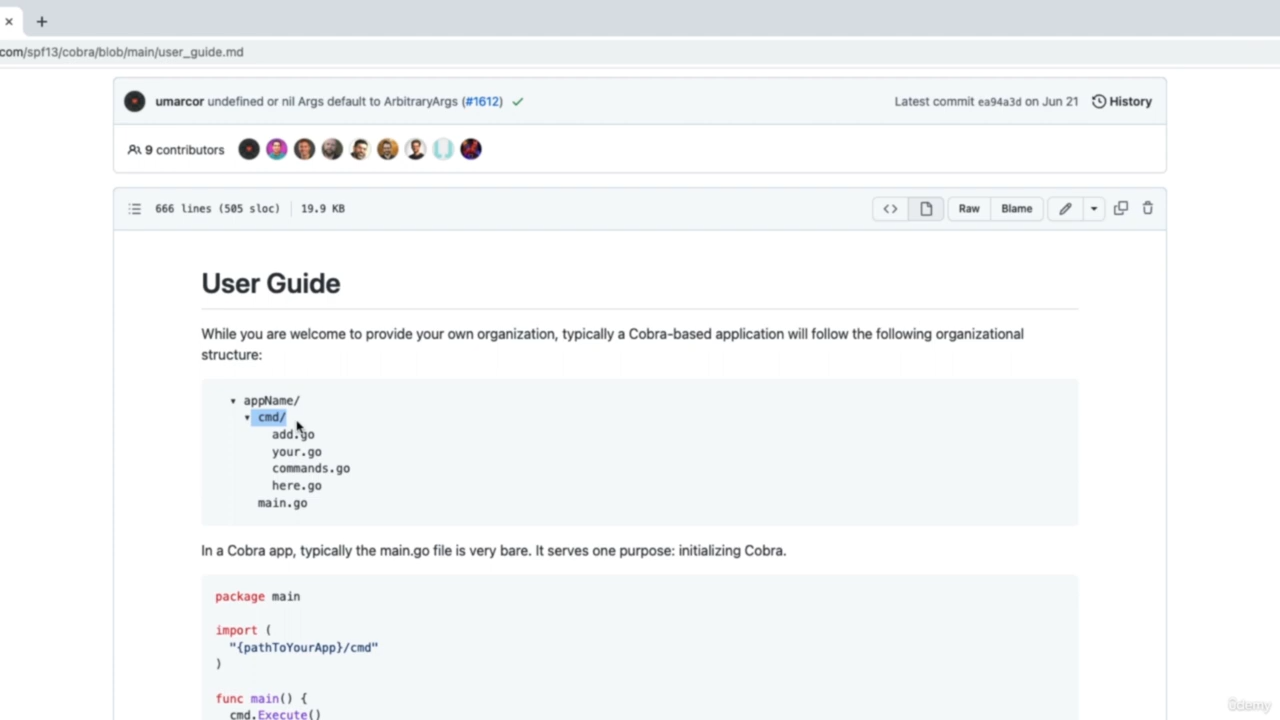 com/spf13/cobra/blob/main/user_guide.md
umarcor undefined or nil Args default to ArbitraryArgs (#1612)
Latest commit ea94a3d on Jun 21 History
9 contributors
666 lines (505 sloc) 19.9 KB
Raw Blame
User Guide
While you are welcome to provide your own organization, typically a Cobra-based application will follow the following organizational
structure:
▾ appName/
▾ cmd/
add.go
your.go
commands.go
here.go
main.go
In a Cobra app, typically the main.go file is very bare. It serves one purpose: initializing Cobra.
package main
import (
"{pathToYourApp}/cmd"
)
func main() {
cmd.Execute()
ûdemy